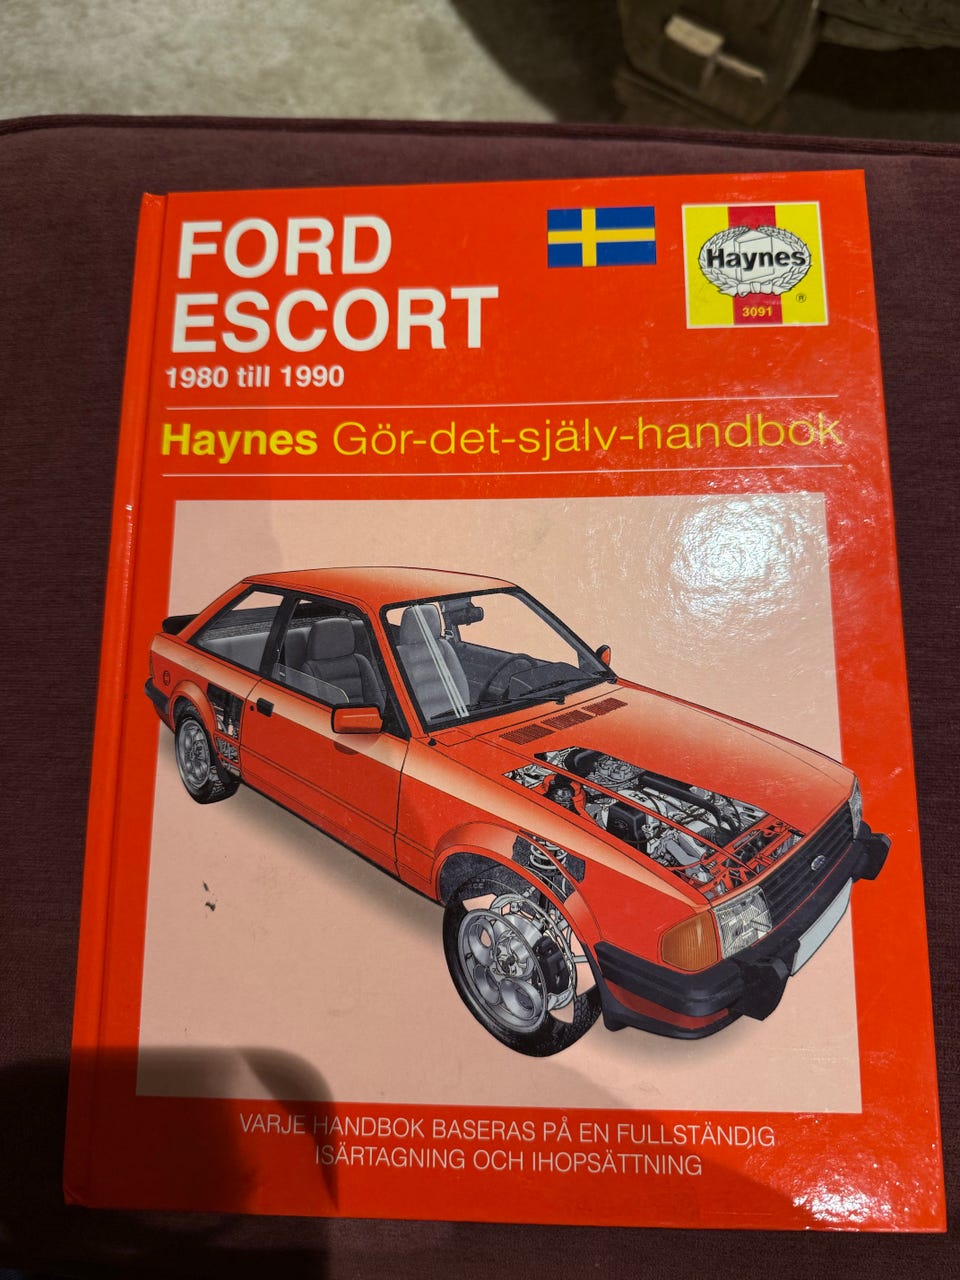 FORD
ESCORT
1980 till 1990
Haynes
®
3091
Haynes Gör-det-själv-handbok
VARJE HANDBOK BASERAS PÅ EN FULLSTÄNDIG
ISÄRTAGNING OCH IHOPSÄTTNING